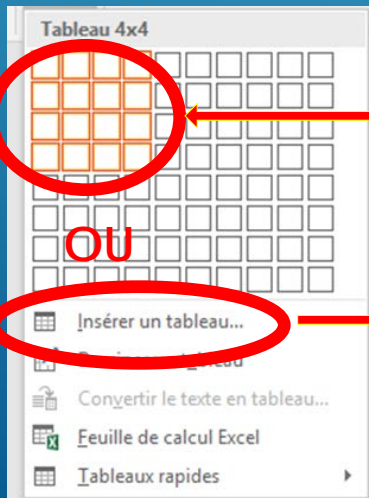 Tableau 4x4
OU
Insérer un tableau...
Convertir le texte en tableau...
Feuille de calcul Excel
Tableaux rapides